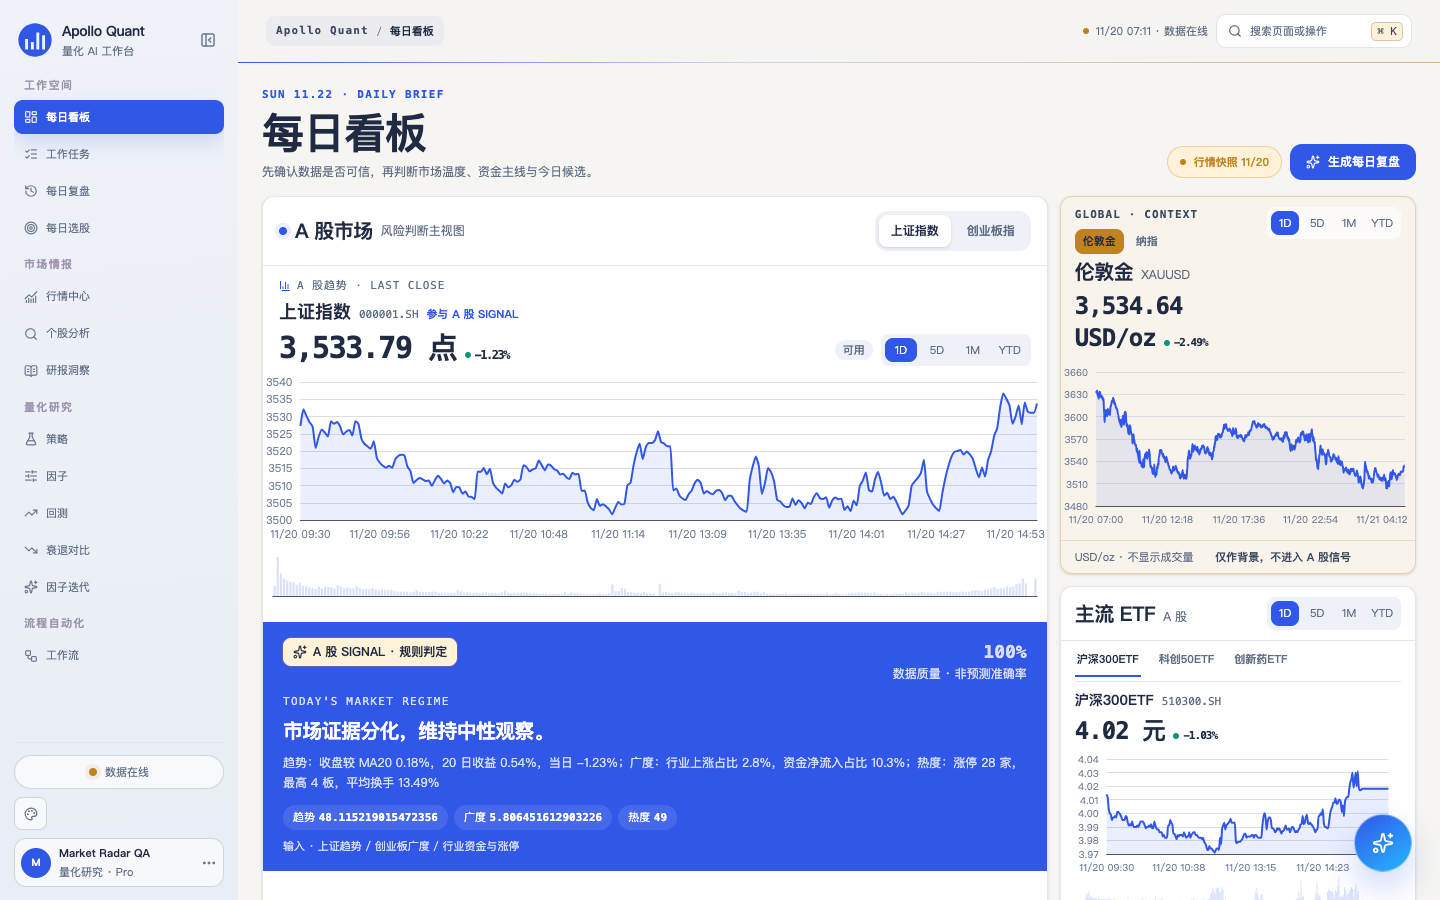 Apollo Quant
量化 AI 工作台
工作空间
每日看板
工作任务
每日复盘
每日选股
市场情报
行情中心
个股分析
研报洞察
量化研究
策略
因子
回测
衰退对比
因子迭代
流程自动化
工作流
数据在线
M
Market Radar QA
量化研究 · Pro
Apollo Quant / 每日看板
11/20 07:11 · 数据在线
搜索页面或操作
⌘ K
SUN 11.22 · DAILY BRIEF
每日看板
先确认数据是否可信，再判断市场温度、资金主线与今日候选。
行情快照 11/20
生成每日复盘
A 股市场 风险判断主视图
上证指数 创业板指
A 股趋势 · LAST CLOSE
上证指数 000001.SH 参与 A 股 SIGNAL
3,533.79 点 −1.23%
可用 1D 5D 1M YTD
3540
3535
3530
3525
3520
3515
3510
3505
3500
11/20 09:30 11/20 09:56 11/20 10:22 11/20 10:48 11/20 11:14 11/20 13:09 11/20 13:35 11/20 14:01 11/20 14:27 11/20 14:53
A 股 SIGNAL · 规则判定
100%
数据质量 · 非预测准确率
TODAY'S MARKET REGIME
市场证据分化，维持中性观察。
趋势：收盘较 MA20 0.18%，20 日收益 0.54%，当日 −1.23%；广度：行业上涨占比 2.8%，资金净流入占比 10.3%；热度：涨停 28 家，
最高 4 板，平均换手 13.49%
趋势 48.115219015472356 广度 5.806451612903226 热度 49
输入 · 上证趋势 / 创业板广度 / 行业资金与涨停
GLOBAL · CONTEXT
1D 5D 1M YTD
伦敦金 纳指
伦敦金 XAUUSD
3,534.64
USD/oz −2.49%
3660
3630
3600
3570
3540
3510
3480
11/20 07:00 11/20 12:18 11/20 17:36 11/20 22:54 11/21 04:12
USD/oz · 不显示成交量 仅作背景，不进入 A 股信号
主流 ETF A 股
1D 5D 1M YTD
沪深300ETF 科创50ETF 创新药ETF
沪深300ETF 510300.SH
4.02 元 −1.03%
4.04
4.03
4.02
4.01
4.00
3.99
3.98
3.97
11/20 09:30 11/20 10:38 11/20 13:15 11/20 14:23